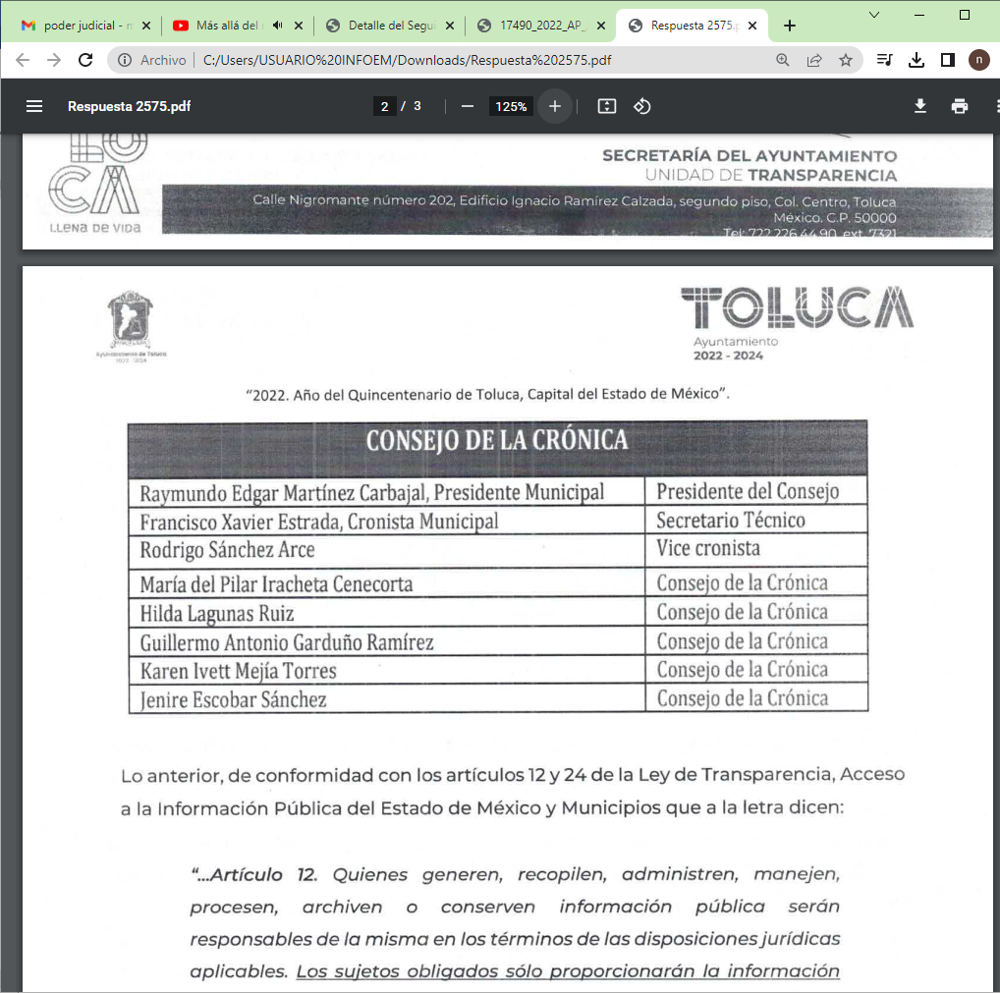 poder judicial - m
Más allá del
Detalle del Segui
17490_2022_AP_
Respuesta 2575.p
Archivo
C:/Users/USUARIO%20INFOEM/Downloads/Respuesta%202575.pdf
n
Respuesta 2575.pdf
2 / 3
125%
LO
CA
LLENA DE VIDA
SECRETARÍA DEL AYUNTAMIENTO
UNIDAD DE TRANSPARENCIA
Calle Nigromante número 202, Edificio Ignacio Ramírez Calzada, segundo piso, Col. Centro, Toluca
México. C.P. 50000
Tel: 722 226 44 90 ext. 7321
Ayuntamiento de Toluca
2022 - 2024
TOLUCA
Ayuntamiento
2022 - 2024
“2022. Año del Quincentenario de Toluca, Capital del Estado de México”.
CONSEJO DE LA CRÓNICA
Raymundo Edgar Martínez Carbajal, Presidente Municipal Presidente del Consejo
Francisco Xavier Estrada, Cronista Municipal Secretario Técnico
Rodrigo Sánchez Arce Vice cronista
María del Pilar Iracheta Cenecorta Consejo de la Crónica
Hilda Lagunas Ruiz Consejo de la Crónica
Guillermo Antonio Garduño Ramírez Consejo de la Crónica
Karen Ivett Mejía Torres Consejo de la Crónica
Jenire Escobar Sánchez Consejo de la Crónica
Lo anterior, de conformidad con los artículos 12 y 24 de la Ley de Transparencia, Acceso
a la Información Pública del Estado de México y Municipios que a la letra dicen:
“...Artículo 12. Quienes generen, recopilen, administren, manejen,
procesen, archiven o conserven información pública serán
responsables de la misma en los términos de las disposiciones jurídicas
aplicables. Los sujetos obligados sólo proporcionarán la información